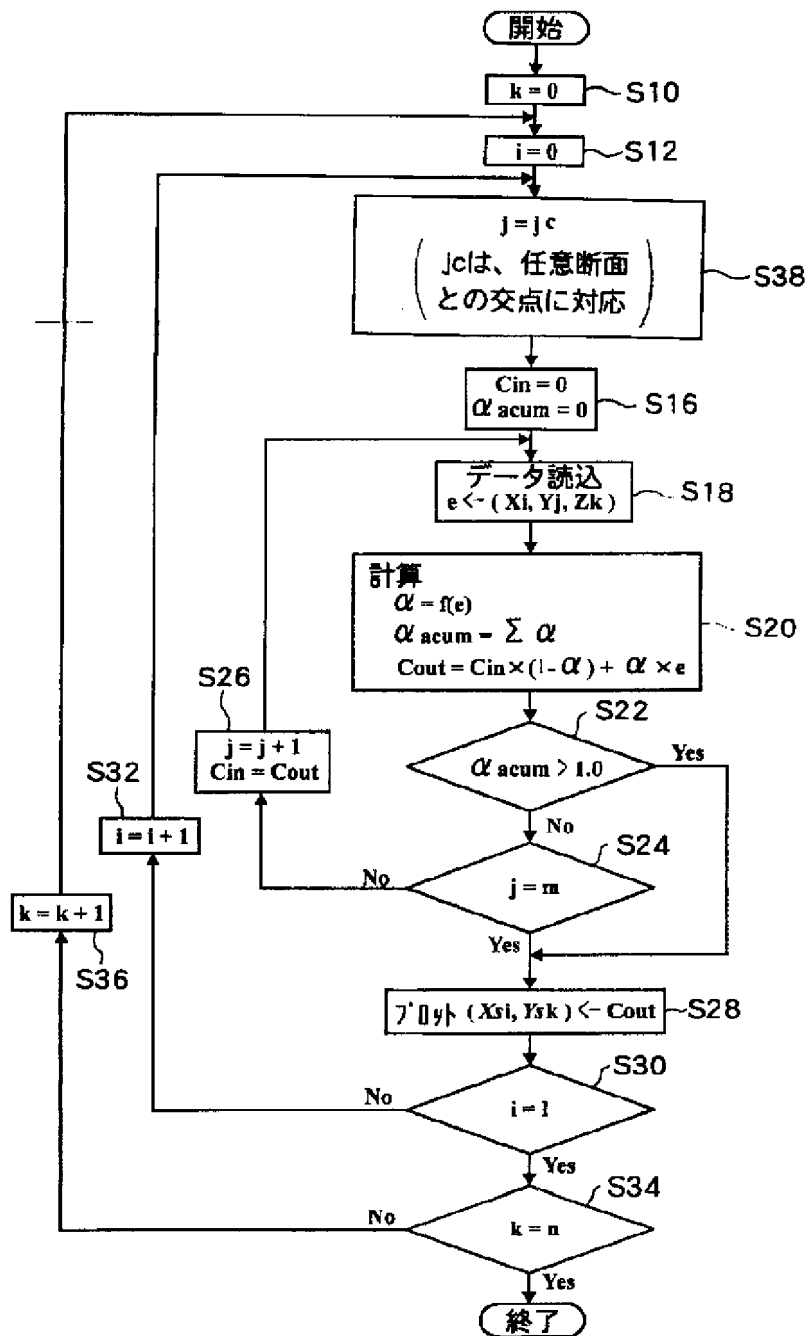 開始
k = 0
S10
i = 0
S12
j = jc
jcは、任意断面
との交点に対応
S38
Cin = 0
α acum = 0
S16
データ読込
e <- ( Xi, Yj, Zk )
S18
計算
α = f(e)
α acum = Σ α
Cout = Cin × (1 - α) + α × e
S20
S26
j = j + 1
Cin = Cout
S22
α acum > 1.0
Yes
No
S32
i = i + 1
S24
j = m
No
Yes
k = k + 1
S36
プロット (Xsi, Ysk) <- Cout
S28
S30
i = l
No
Yes
S34
k = n
No
Yes
終了